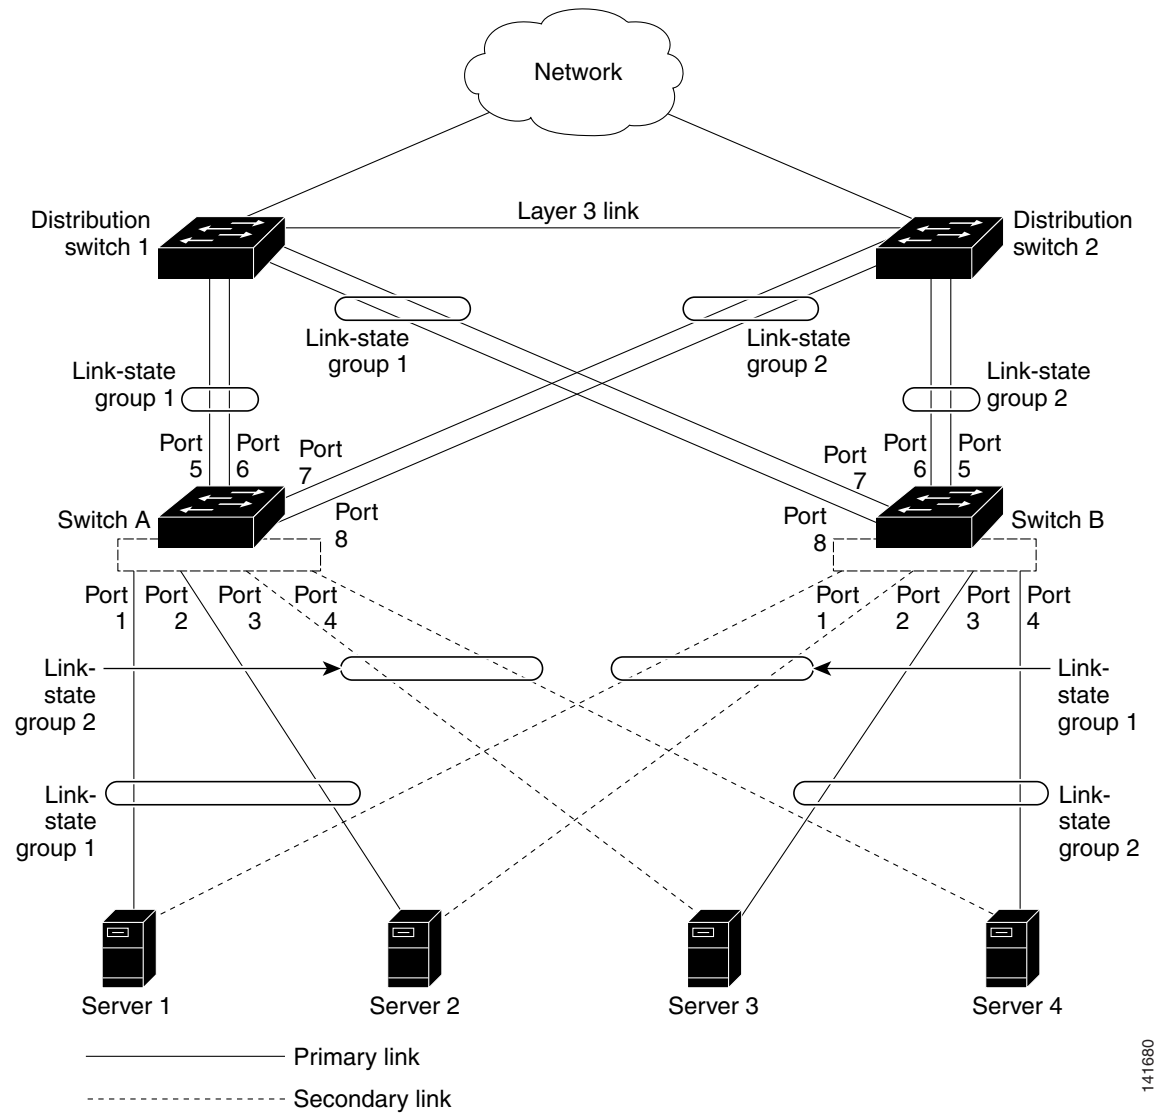 Network
Layer 3 link
Distribution
switch 1
Distribution
switch 2
Link-state
group 1
Link-state
group 2
Link-state
group 1
Link-state
group 2
Port
5
Port
6
Port
7
Port
8
Port
7
Port
6
Port
5
Port
8
Switch A
Switch B
Port
1
Port
2
Port
3
Port
4
Port
1
Port
2
Port
3
Port
4
Link-
state
group 2
Link-
state
group 1
Link-
state
group 1
Link-
state
group 2
Server 1
Server 2
Server 3
Server 4
Primary link
Secondary link
141680